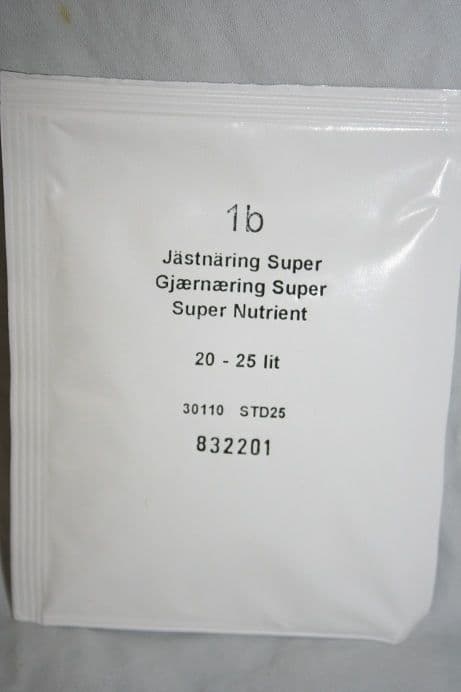 1b
Jästnäring Super
Gjærnæring Super
Super Nutrient
20 - 25 lit
30110 STD25
832201